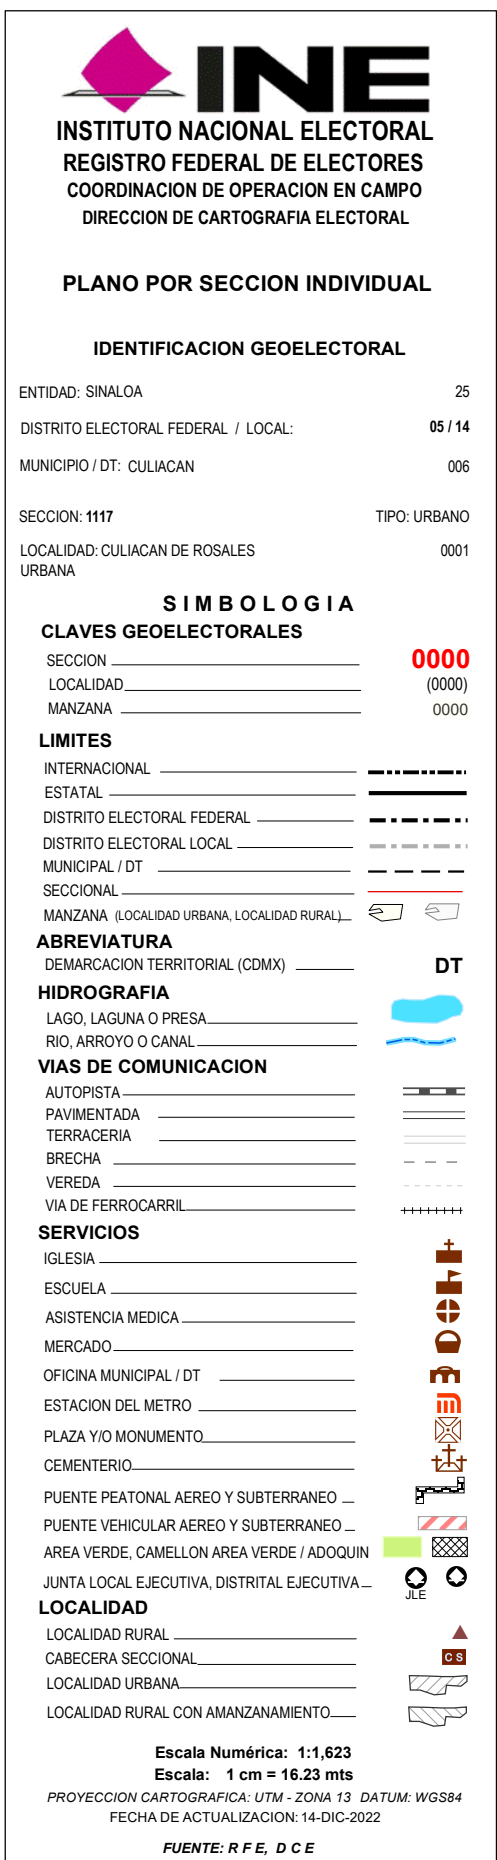 INE
INSTITUTO NACIONAL ELECTORAL
REGISTRO FEDERAL DE ELECTORES
COORDINACION DE OPERACION EN CAMPO
DIRECCION DE CARTOGRAFIA ELECTORAL
PLANO POR SECCION INDIVIDUAL
IDENTIFICACION GEOELECTORAL
ENTIDAD: SINALOA 25
DISTRITO ELECTORAL FEDERAL / LOCAL: 05 / 14
MUNICIPIO / DT: CULIACAN 006
SECCION: 1117 TIPO: URBANO
LOCALIDAD: CULIACAN DE ROSALES 0001
URBANA
SIMBOLOGIA
CLAVES GEOELECTORALES
SECCION 0000
LOCALIDAD (0000)
MANZANA 0000
LIMITES
INTERNACIONAL
ESTATAL
DISTRITO ELECTORAL FEDERAL
DISTRITO ELECTORAL LOCAL
MUNICIPAL / DT
SECCIONAL
MANZANA (LOCALIDAD URBANA, LOCALIDAD RURAL)
ABREVIATURA
DEMARCACION TERRITORIAL (CDMX) DT
HIDROGRAFIA
LAGO, LAGUNA O PRESA
RIO, ARROYO O CANAL
VIAS DE COMUNICACION
AUTOPISTA
PAVIMENTADA
TERRACERIA
BRECHA
VEREDA
VIA DE FERROCARRIL
SERVICIOS
IGLESIA
ESCUELA
ASISTENCIA MEDICA
MERCADO
OFICINA MUNICIPAL / DT
ESTACION DEL METRO
PLAZA Y/O MONUMENTO
CEMENTERIO
PUENTE PEATONAL AEREO Y SUBTERRANEO
PUENTE VEHICULAR AEREO Y SUBTERRANEO
AREA VERDE, CAMELLON AREA VERDE / ADOQUIN
JUNTA LOCAL EJECUTIVA, DISTRITAL EJECUTIVA
JLE
LOCALIDAD
LOCALIDAD RURAL
CABECERA SECCIONAL C S
LOCALIDAD URBANA
LOCALIDAD RURAL CON AMANZANAMIENTO
Escala Numérica: 1:1,623
Escala: 1 cm = 16.23 mts
PROYECCION CARTOGRAFICA: UTM - ZONA 13 DATUM: WGS84
FECHA DE ACTUALIZACION: 14-DIC-2022
FUENTE: R F E, D C E